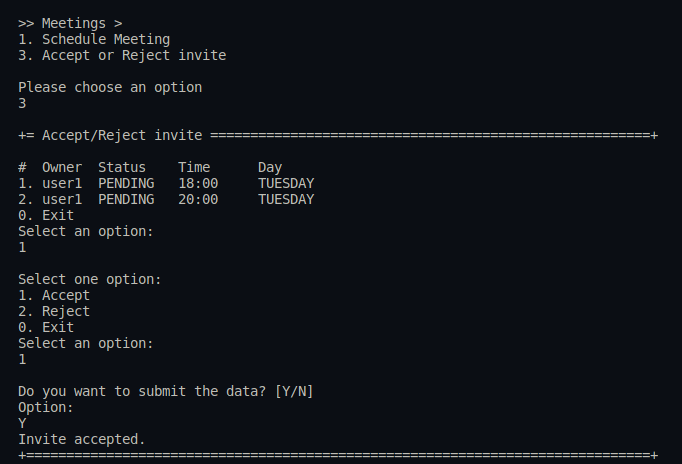 >> Meetings >
1. Schedule Meeting
3. Accept or Reject invite
Please choose an option
3
+= Accept/Reject invite =======================================================+
#  Owner  Status    Time      Day
1. user1  PENDING   18:00     TUESDAY
2. user1  PENDING   20:00     TUESDAY
0. Exit
Select an option:
1
Select one option:
1. Accept
2. Reject
0. Exit
Select an option:
1
Do you want to submit the data? [Y/N]
Option:
Y
Invite accepted.
+==============================================================================+